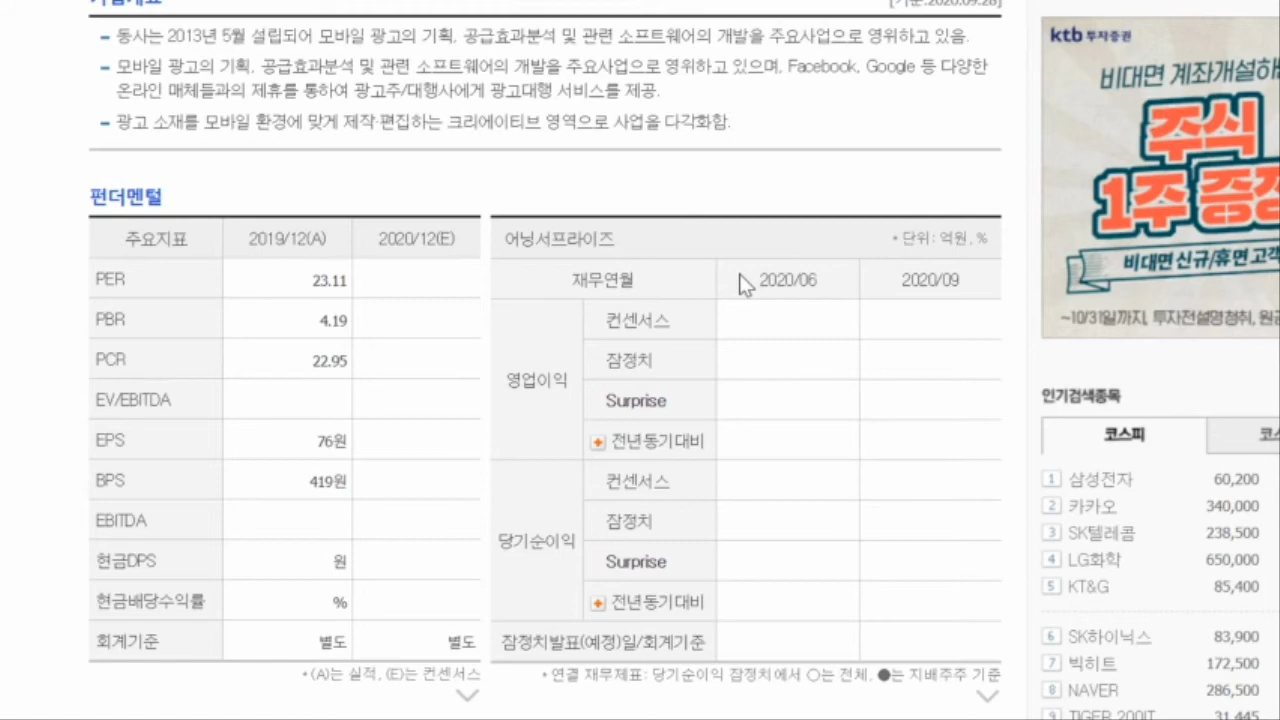 기업개요
[기준:2020.09.28]
동사는 2013년 5월 설립되어 모바일 광고의 기획, 공급효과분석 및 관련 소프트웨어의 개발을 주요사업으로 영위하고 있음.
모바일 광고의 기획, 공급효과분석 및 관련 소프트웨어의 개발을 주요사업으로 영위하고 있으며, Facebook, Google 등 다양한
온라인 매체들과의 제휴를 통하여 광고주/대행사에게 광고대행 서비스를 제공.
광고 소재를 모바일 환경에 맞게 제작·편집하는 크리에이티브 영역으로 사업을 다각화함.
펀더멘털
주요지표 2019/12(A) 2020/12(E)
PER 23.11
PBR 4.19
PCR 22.95
EV/EBITDA
EPS 76원
BPS 419원
EBITDA
현금DPS 원
현금배당수익률 %
회계기준 별도 별도
* (A)는 실적, (E)는 컨센서스
어닝서프라이즈 * 단위 : 억원, %
재무연월 2020/06 2020/09
영업이익
컨센서스
잠정치
Surprise
전년동기대비
당기순이익
컨센서스
잠정치
Surprise
전년동기대비
잠정치발표(예정)일/회계기준
* 연결 재무제표: 당기순이익 잠정치에서 ○는 전체, ●는 지배주주 기준
ktb 투자증권
비대면 계좌개설하
주식
1주 증정
비대면 신규/휴면 고객
~10/31일까지, 투자전설명청취, 원금
인기검색종목
코스피 코스
1 삼성전자 60,200
2 카카오 340,000
3 SK텔레콤 238,500
4 LG화학 650,000
5 KT&G 85,400
6 SK하이닉스 83,900
7 빅히트 172,500
8 NAVER 286,500
9 TIGER 200IT 31,445